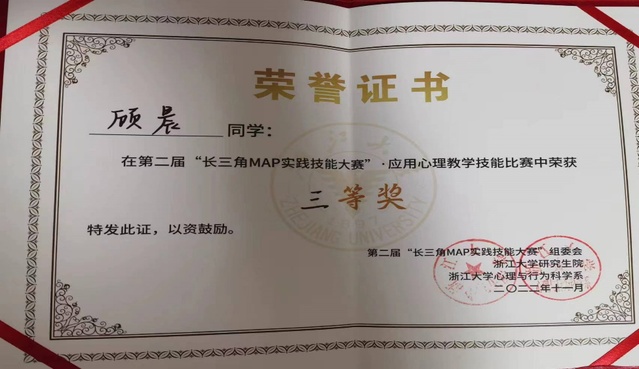 荣誉证书
顾晨 同学：
在第二届“长三角MAP实践技能大赛”·应用心理教学技能比赛中荣获
三等奖
特发此证，以资鼓励。
第二届“长三角MAP实践技能大赛”组委会
浙江大学研究生院
浙江大学心理与行为科学系
二〇二二年十一月
ZHEJIANG UNIVERSITY